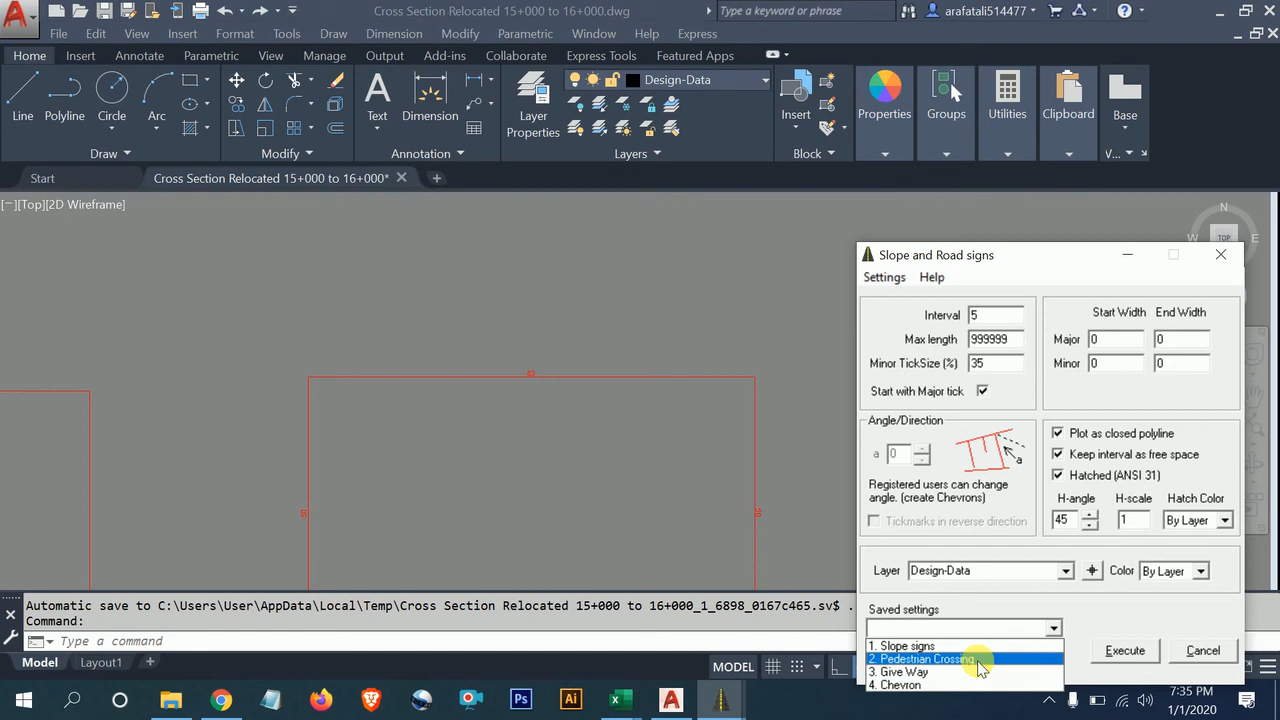 Cross Section Relocated 15+000 to 16+000.dwg
Type a keyword or phrase
arafatali514477
File Edit View Insert Format Tools Draw Dimension Modify Parametric Window Help Express
Home Insert Annotate Parametric View Manage Output Add-ins Collaborate Express Tools Featured Apps
Line Polyline Circle Arc Text Dimension Layer Properties Design-Data Insert Properties Groups Utilities Clipboard Base
Draw Modify Annotation Layers Block V...
Start Cross Section Relocated 15+000 to 16+000*
[−][Top][2D Wireframe]
N
W TOP E
Slope and Road signs
Settings Help
Interval 5
Max length 999999
Minor TickSize (%) 35
Start with Major tick
Start Width End Width
Major 0 0
Minor 0 0
Angle/Direction
a 0
a
Registered users can change
angle. (create Chevrons)
Tickmarks in reverse direction
Plot as closed polyline
Keep interval as free space
Hatched (ANSI 31)
H-angle H-scale Hatch Color
45 1 By Layer
Layer Design-Data Color By Layer
Saved settings
1. Slope signs
2. Pedestrian Crossing
3. Give Way
4. Chevron
Execute Cancel
50
Automatic save to C:\Users\User\AppData\Local\Temp\Cross Section Relocated 15+000 to 16+000_1_6898_0167c465.sv$ .
Command:
Type a command
Model Layout1 MODEL
7:35 PM
1/1/2020